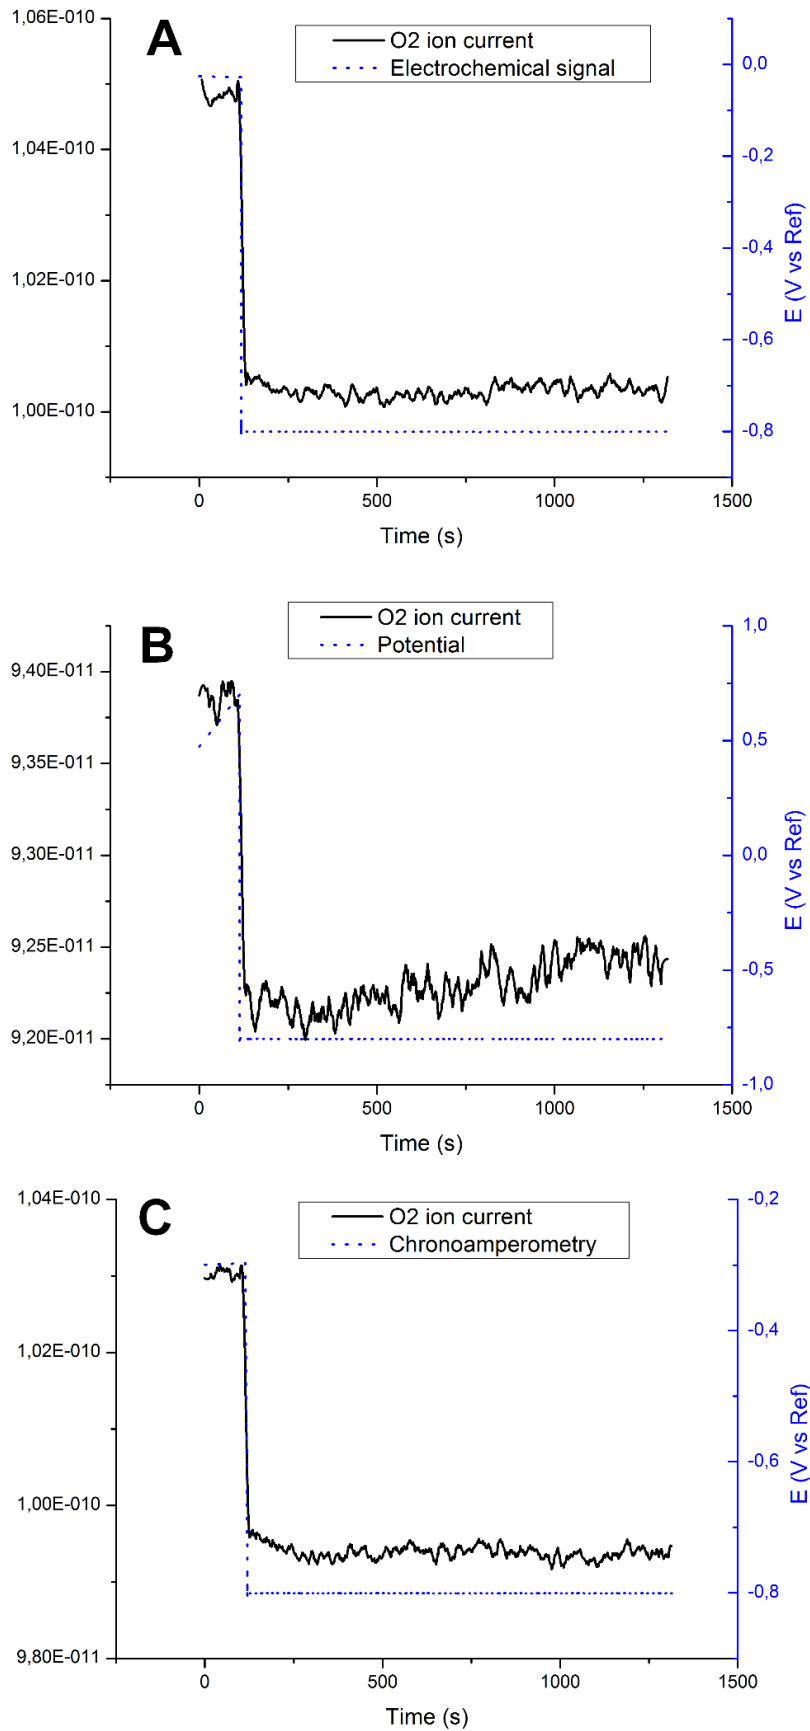 A
O2 ion current
Electrochemical signal
1,06E-010
1,04E-010
1,02E-010
1,00E-010
0,0
-0,2
-0,4
-0,6
-0,8
E (V vs Ref)
0
500
1000
1500
Time (s)
B
O2 ion current
Potential
9,40E-011
9,35E-011
9,30E-011
9,25E-011
9,20E-011
1,0
0,5
0,0
-0,5
-1,0
E (V vs Ref)
0
500
1000
1500
Time (s)
C
O2 ion current
Chronoamperometry
1,04E-010
1,02E-010
1,00E-010
9,80E-011
-0,2
-0,4
-0,6
-0,8
E (V vs Ref)
0
500
1000
1500
Time (s)